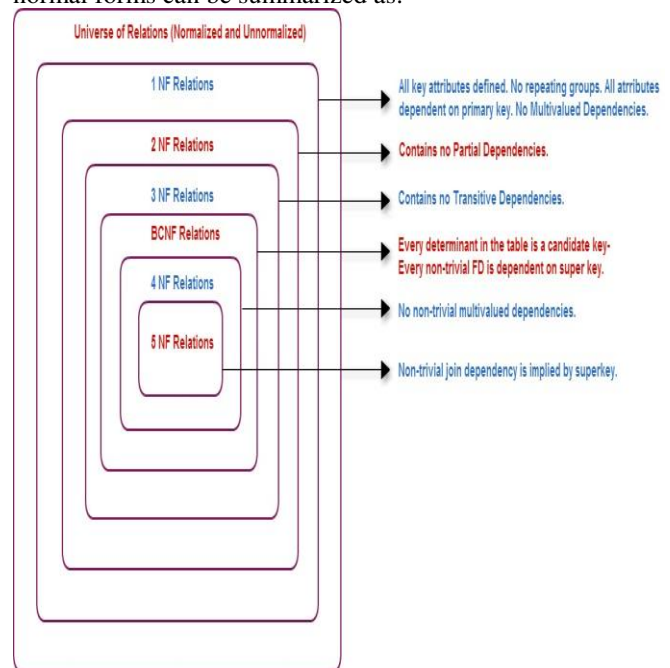 normal forms can be summarized as:
Universe of Relations (Normalized and Unnormalized)
1 NF Relations
All key attributes defined. No repeating groups. All atrributes
dependent on primary key. No Multivalued Dependencies.
2 NF Relations
Contains no Partial Dependencies.
3 NF Relations
Contains no Transitive Dependencies.
BCNF Relations
Every determinant in the table is a candidate key-
Every non-trivial FD is dependent on super key.
4 NF Relations
No non-trivial multivalued dependencies.
5 NF Relations
Non-trivial join dependency is implied by superkey.